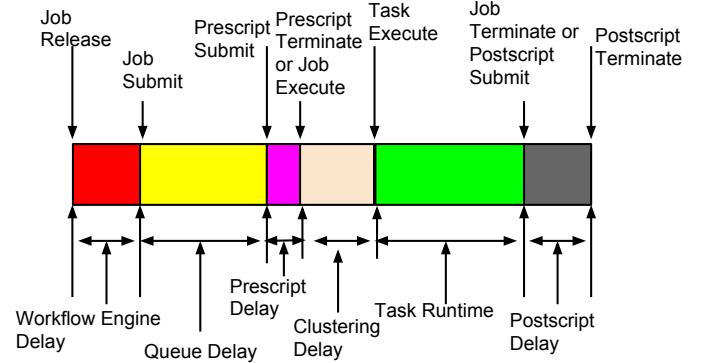 Job
Release
Job
Submit
Prescript
Submit
Prescript
Terminate
or Job
Execute
Task
Execute
Job
Terminate or
Postscript
Submit
Postscript
Terminate
Workflow Engine
Delay
Queue Delay
Prescript
Delay
Clustering
Delay
Task Runtime
Postscript
Delay